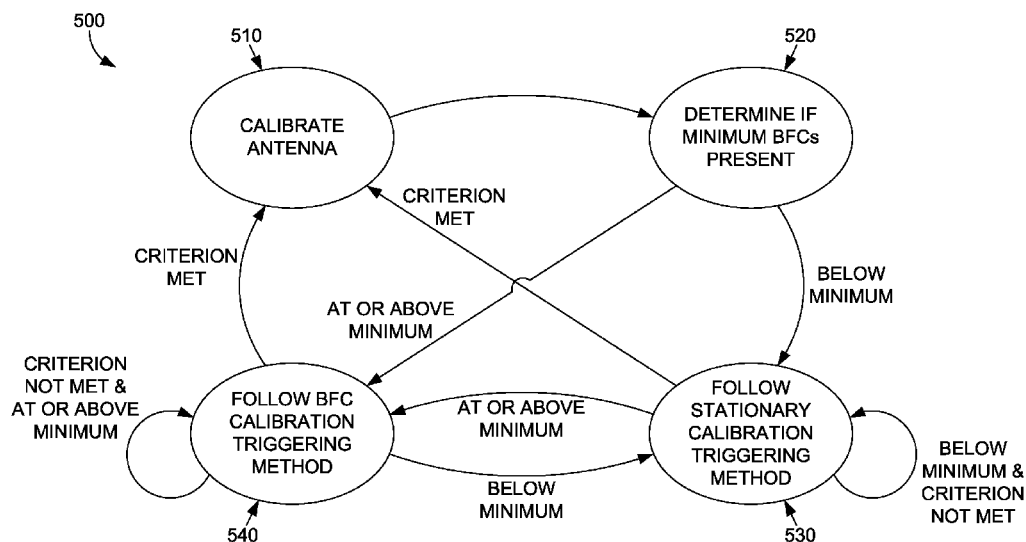 500
510
520
CALIBRATE
ANTENNA
DETERMINE IF
MINIMUM BFCs
PRESENT
CRITERION
MET
CRITERION
MET
BELOW
MINIMUM
AT OR ABOVE
MINIMUM
CRITERION
NOT MET &
AT OR ABOVE
MINIMUM
FOLLOW BFC
CALIBRATION
TRIGGERING
METHOD
AT OR ABOVE
MINIMUM
FOLLOW
STATIONARY
CALIBRATION
TRIGGERING
METHOD
BELOW
MINIMUM &
CRITERION
NOT MET
BELOW
MINIMUM
540
530